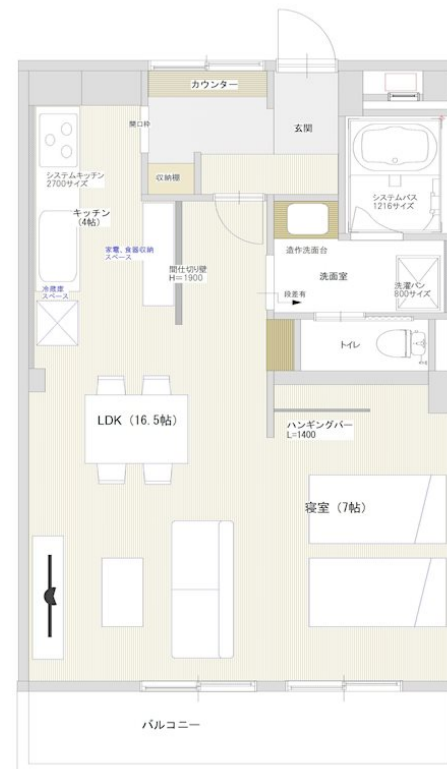 カウンター
開口枠
玄関
システムキッチン
2700サイズ
収納棚
システムバス
1216サイズ
キッチン
(4帖)
家電、食器収納
スペース
造作洗面台
間仕切り壁
H=1900
洗面室
冷蔵庫
スペース
段差有
洗濯パン
800サイズ
トイレ
LDK (16.5帖)
ハンギングバー
L=1400
寝室 (7帖)
バルコニー